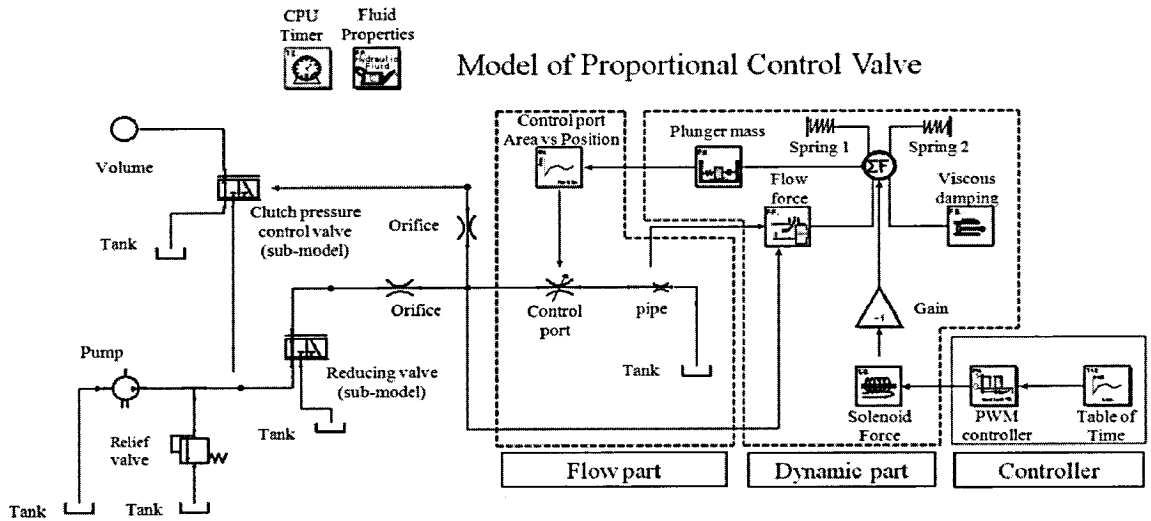 CPU
Timer
Fluid
Properties
Model of Proportional Control Valve
Volume
Tank
Clutch pressure
control valve
(sub-model)
Orifice
Orifice
Control port
Area vs Position
Plunger mass
Spring 1
Spring 2
ΣF
Flow
force
Viscous
damping
Control
port
pipe
Tank
Gain
-1
Pump
Reducing valve
(sub-model)
Tank
Relief
valve
Tank
Tank
Solenoid
Force
PWM
controller
Table of
Time
Flow part
Dynamic part
Controller